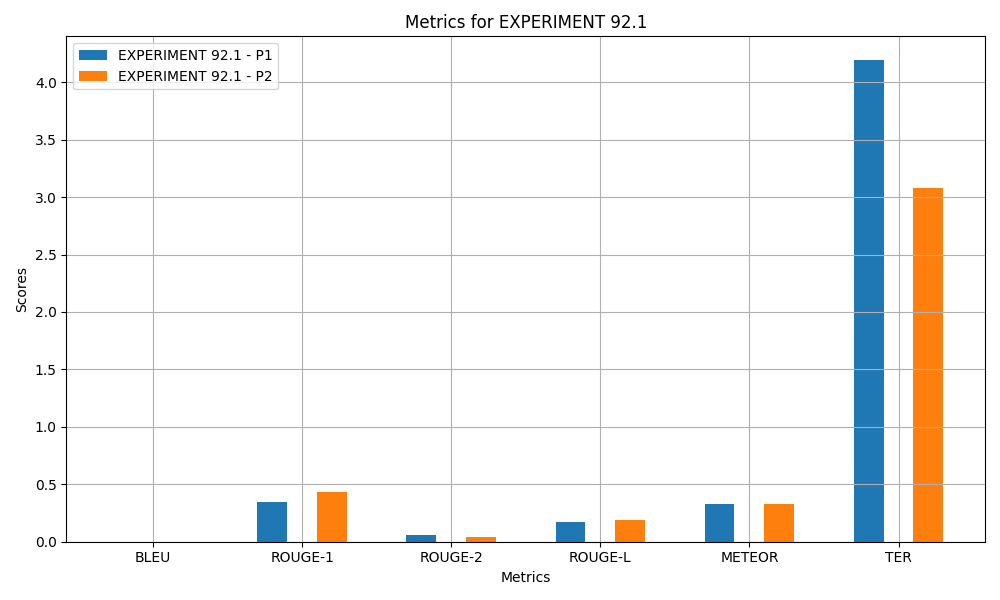 Metrics for EXPERIMENT 92.1
EXPERIMENT 92.1 - P1
EXPERIMENT 92.1 - P2
4.0
3.5
3.0
2.5
2.0
1.5
1.0
0.5
0.0
Scores
BLEU
ROUGE-1
ROUGE-2
ROUGE-L
METEOR
TER
Metrics